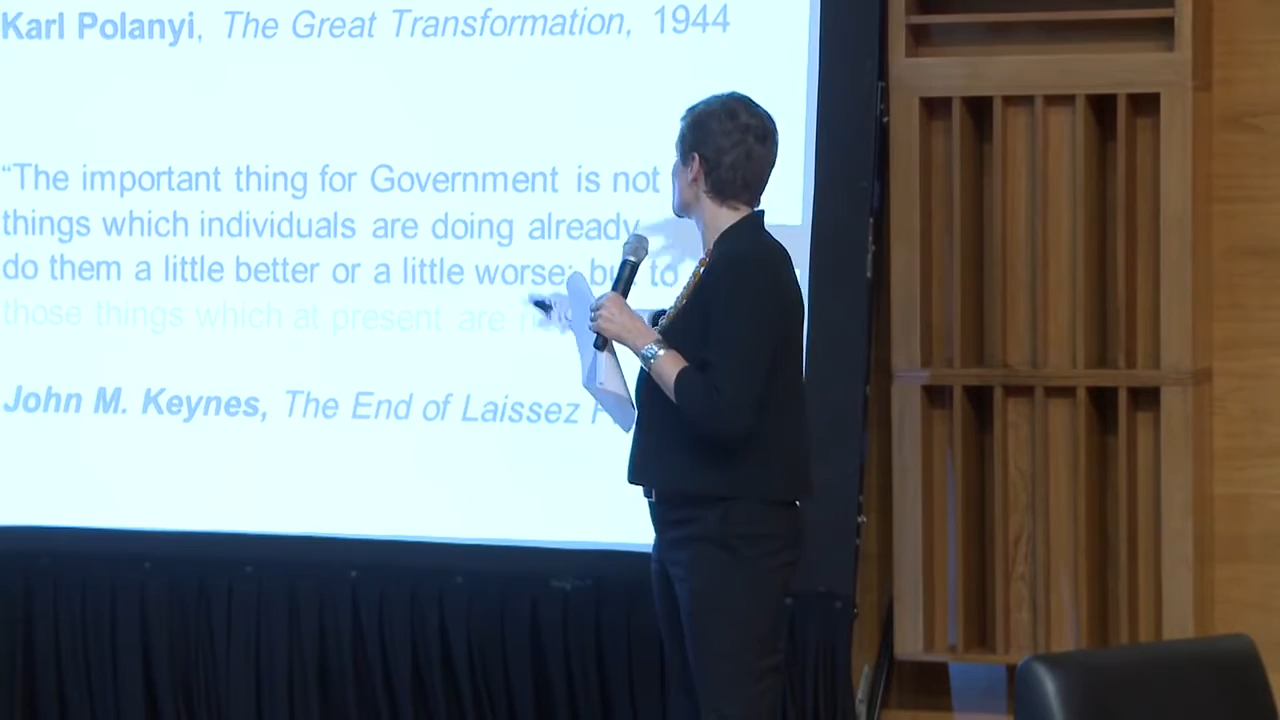 Karl Polanyi, The Great Transformation, 1944
“The important thing for Government is not
things which individuals are doing already
do them a little better or a little worse; but to
those things which at present are
John M. Keynes, The End of Laissez